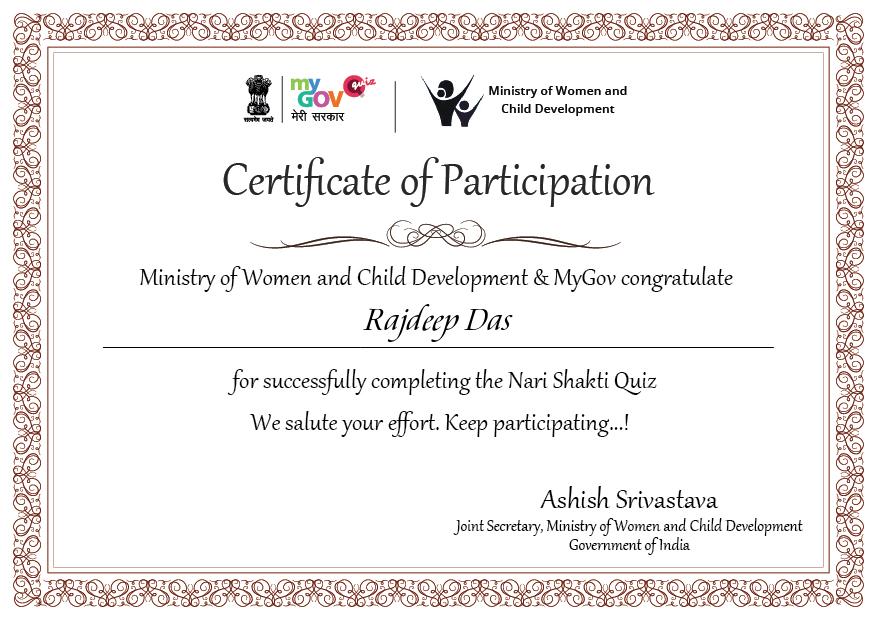 सत्यमेव जयते
my
GOV
quiz
मेरी सरकार
Ministry of Women and
Child Development
Certificate of Participation
Ministry of Women and Child Development & MyGov congratulate
Rajdeep Das
for successfully completing the Nari Shakti Quiz
We salute your effort. Keep participating...!
Ashish Srivastava
Joint Secretary, Ministry of Women and Child Development
Government of India